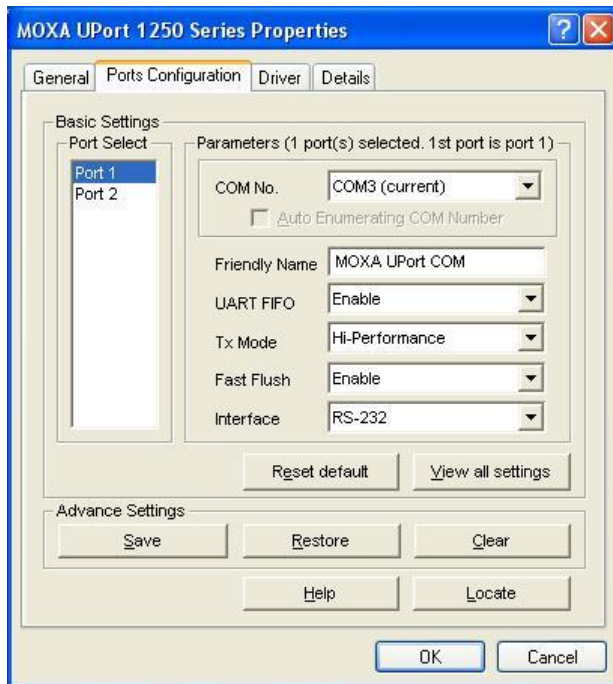 MOXA UPort 1250 Series Properties
?
General Ports Configuration Driver Details
Basic Settings
Port Select
Port 1
Port 2
Parameters (1 port(s) selected. 1st port is port 1)
COM No. COM3 (current)
Auto Enumerating COM Number
Friendly Name MOXA UPort COM
UART FIFO Enable
Tx Mode Hi-Performance
Fast Flush Enable
Interface RS-232
Reset default View all settings
Advance Settings
Save Restore Clear
Help Locate
OK Cancel